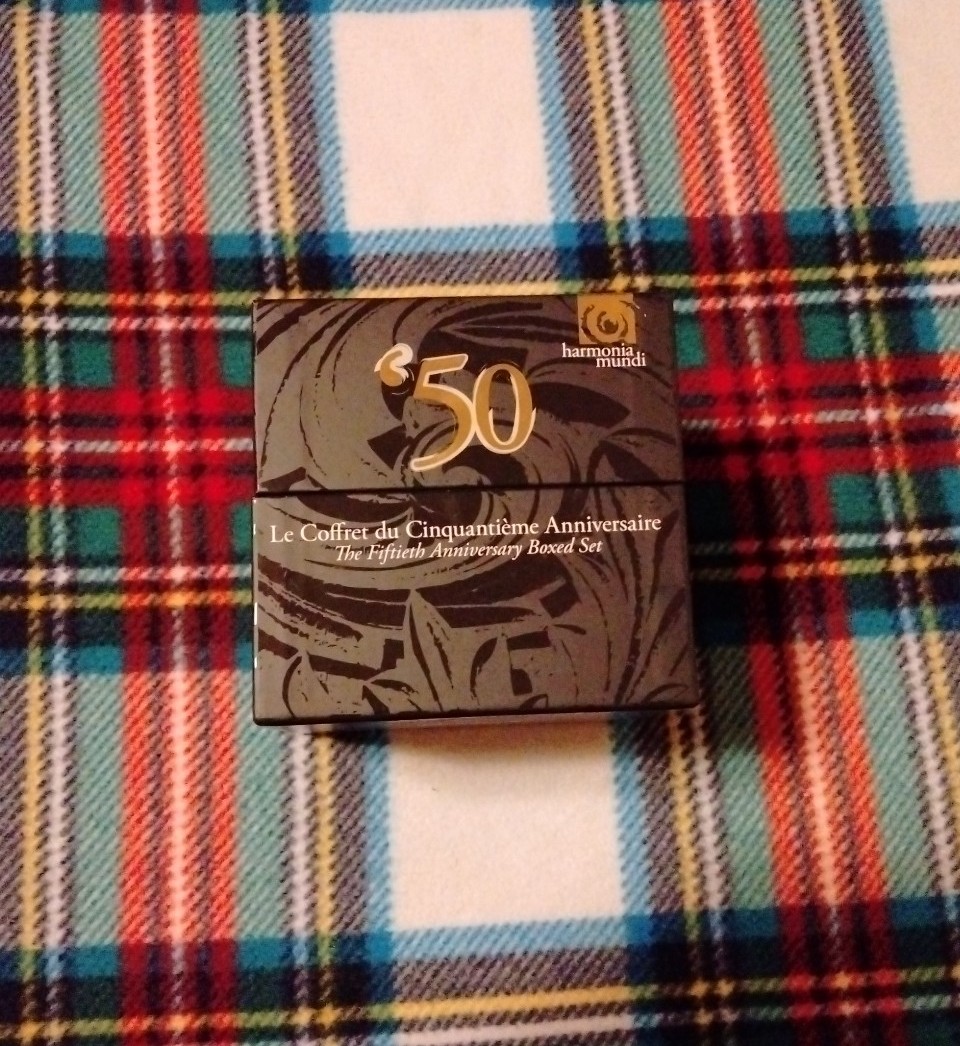 harmonia
mundi
'50
Le Coffret du Cinquantième Anniversaire
The Fiftieth Anniversary Boxed Set